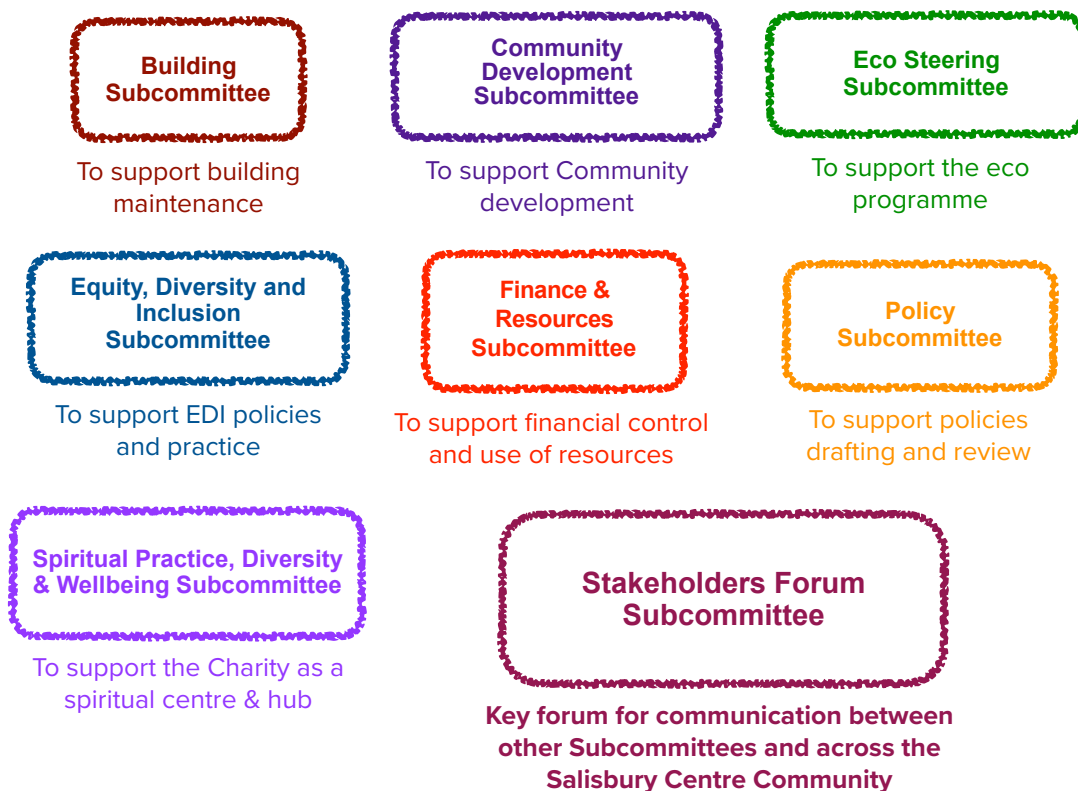 Building
Subcommittee
To support building
maintenance
Community
Development
Subcommittee
To support Community
development
Eco Steering
Subcommittee
To support the eco
programme
Equity, Diversity and
Inclusion
Subcommittee
To support EDI policies
and practice
Finance &
Resources
Subcommittee
To support financial control
and use of resources
Policy
Subcommittee
To support policies
drafting and review
Spiritual Practice, Diversity
& Wellbeing Subcommittee
To support the Charity as a
spiritual centre & hub
Stakeholders Forum
Subcommittee
Key forum for communication between
other Subcommittees and across the
Salisbury Centre Community